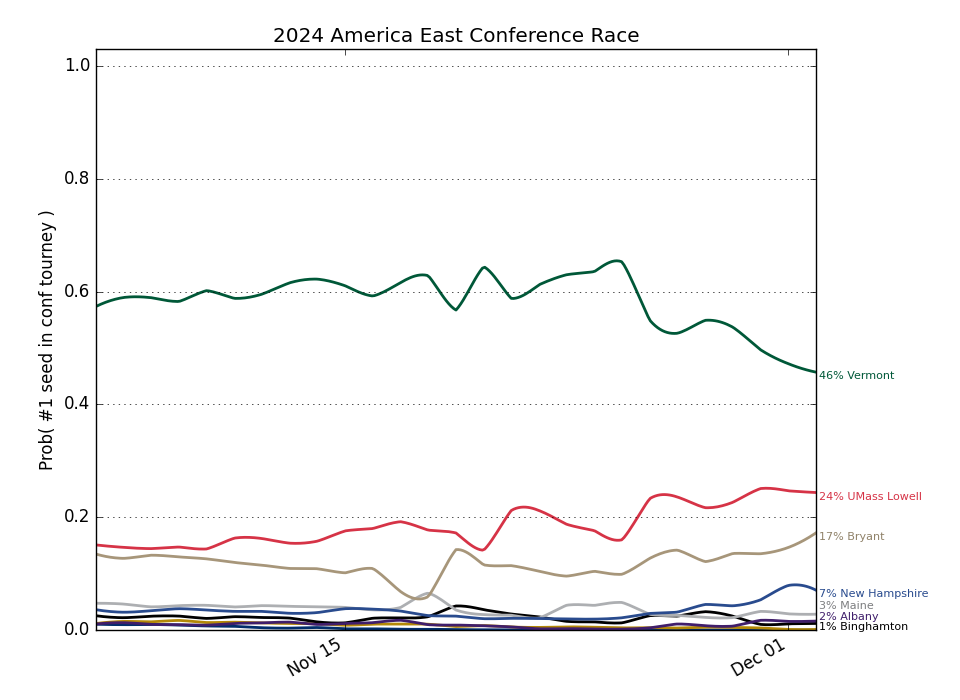 2024 America East Conference Race
Prob( #1 seed in conf tourney )
1.0
0.8
0.6
0.4
0.2
0.0
Nov 15
Dec 01
46% Vermont
24% UMass Lowell
17% Bryant
7% New Hampshire
3% Maine
2% Albany
1% Binghamton